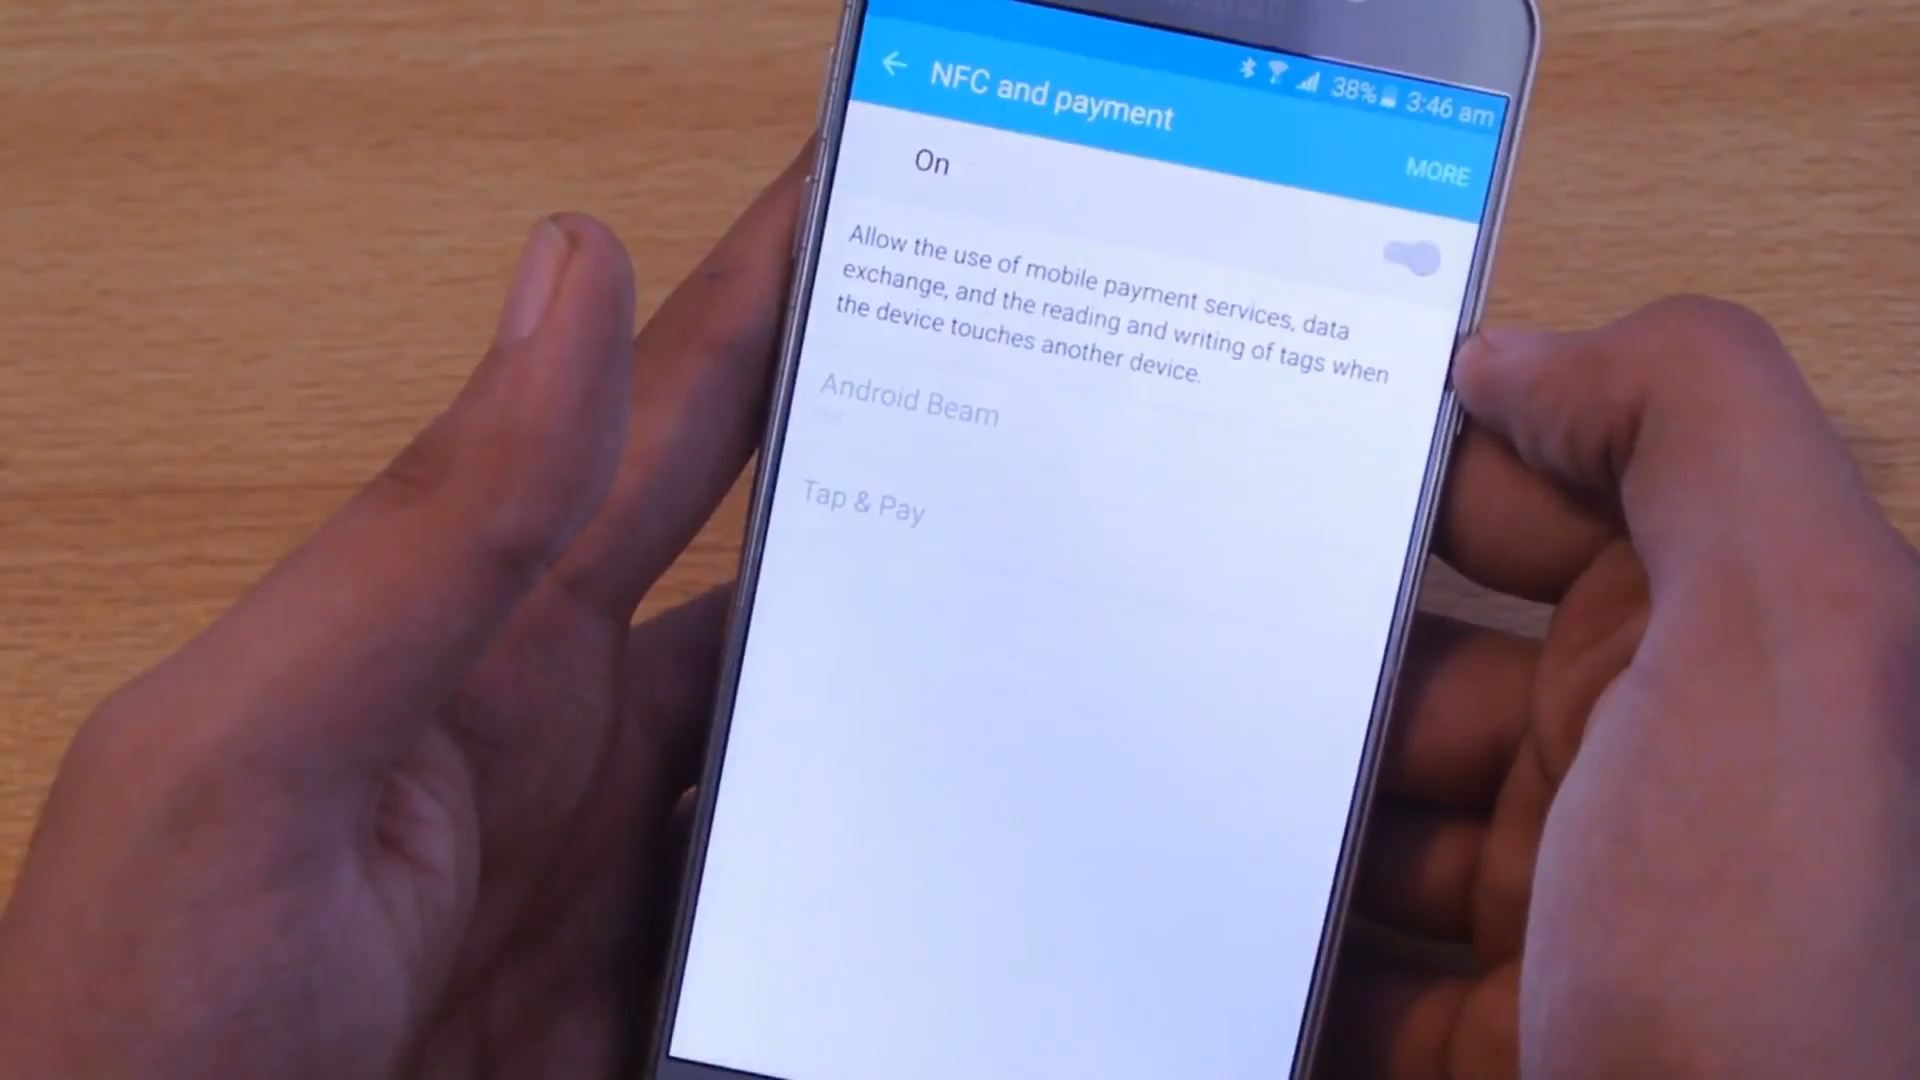 38% 3:46 am
NFC and payment
MORE
On
Allow the use of mobile payment services, data
exchange, and the reading and writing of tags when
the device touches another device.
Android Beam
Tap & Pay